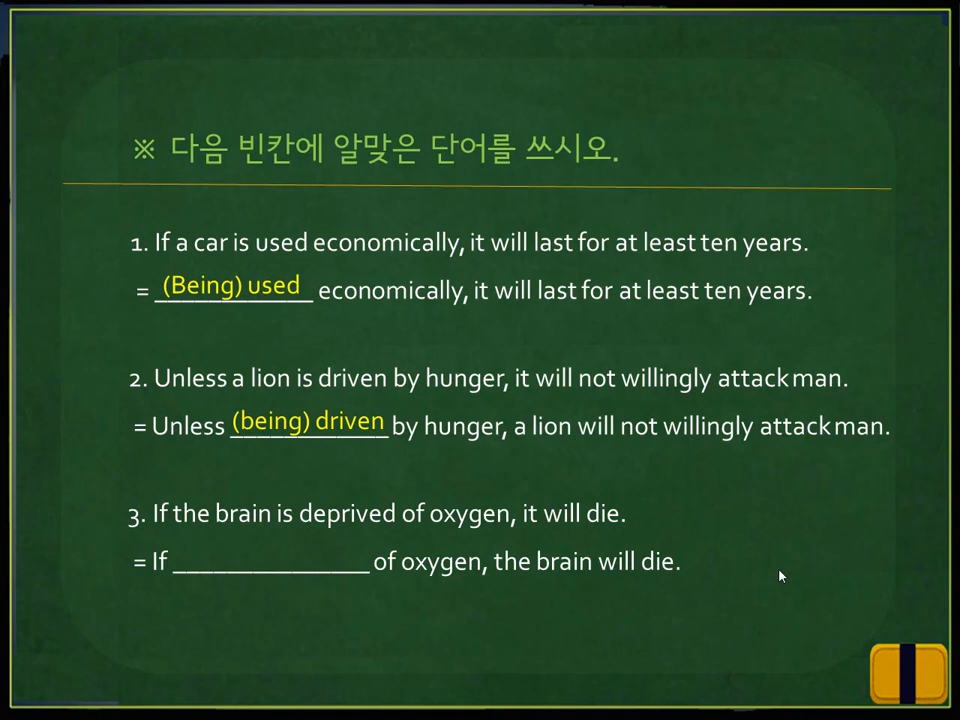 ※ 다음 빈칸에 알맞은 단어를 쓰시오.
1. If a car is used economically, it will last for at least ten years.
= (Being) used economically, it will last for at least ten years.
2. Unless a lion is driven by hunger, it will not willingly attack man.
= Unless (being) driven by hunger, a lion will not willingly attack man.
3. If the brain is deprived of oxygen, it will die.
= If _______________ of oxygen, the brain will die.